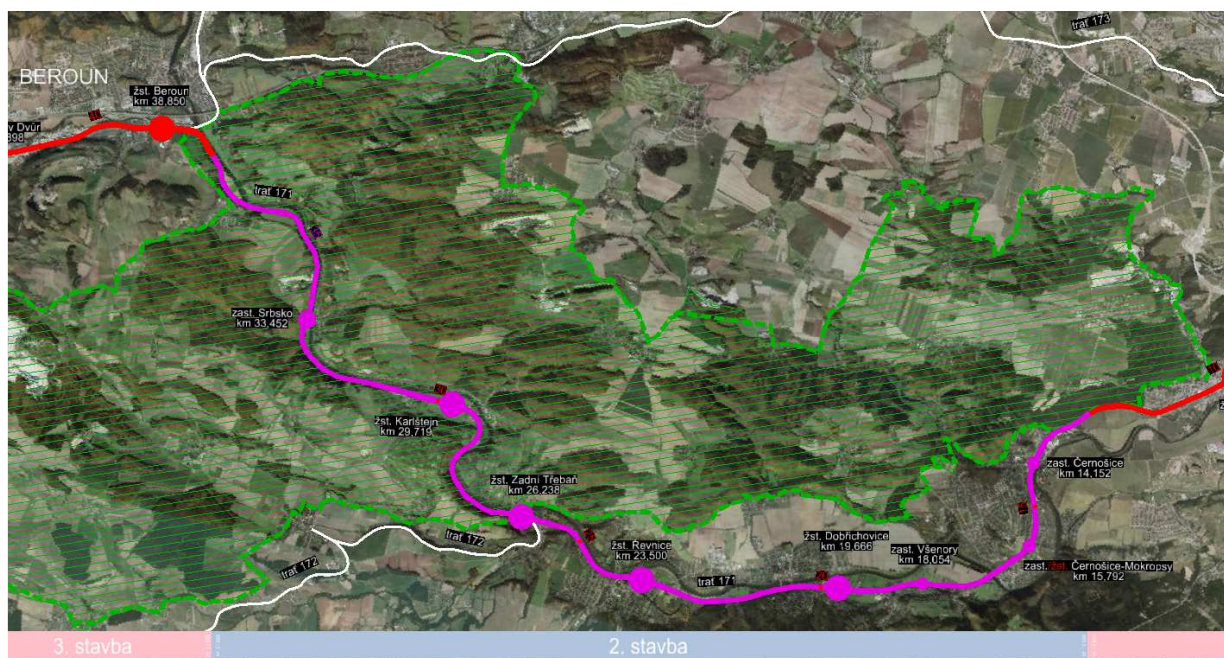 trať 173
BEROUN
žst. Beroun
km 38,850
trať 171
zast. Srbsko
km 33,452
žst. Karlštejn
km 29,719
zast. Černošice
km 14,152
žst. Zadní Třebaň
km 26,238
trať 172
trať 172
žst. Řevnice
km 23,500
trať 171
žst. Dobřichovice
km 19,666
zast. Všenory
km 18,054
zast./žst. Černošice-Mokropsy
km 15,792
3. stavba
2. stavba